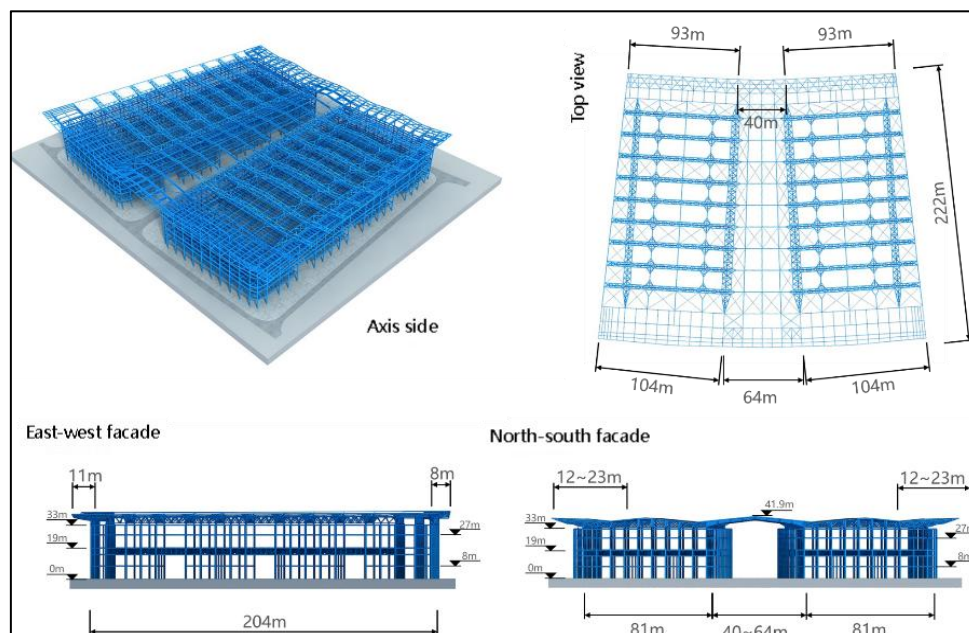 Axis side
Top view
93m
93m
40m
222m
104m
64m
104m
East-west facade
11m
8m
33m
27m
19m
8m
0m
204m
North-south facade
12~23m
12~23m
41.9m
33m
27m
19m
8m
0m
81m
40~64m
81m